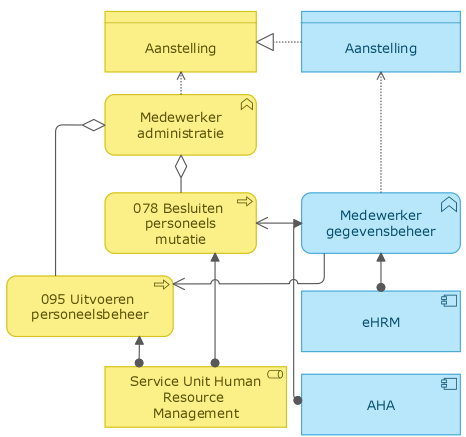 Aanstelling
Aanstelling
Medewerker
administratie
078 Besluiten
personeels
mutatie
Medewerker
gegevensbeheer
095 Uitvoeren
personeelsbeheer
eHRM
Service Unit Human
Resource
Management
AHA